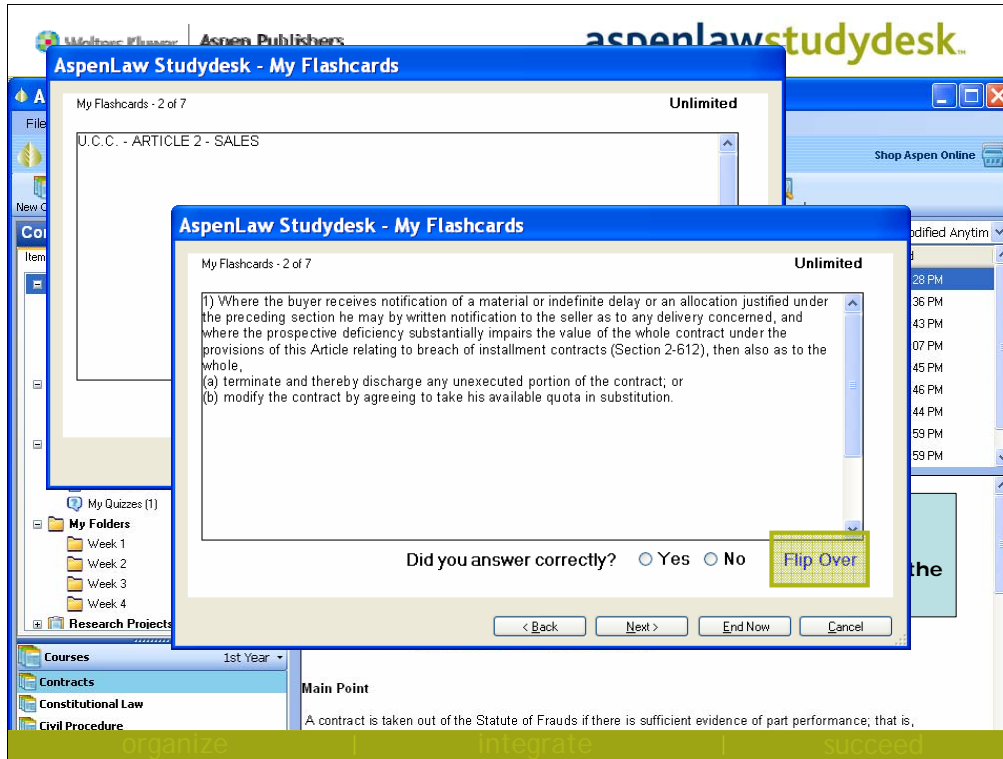 Wolters Kluwer | Aspen Publishers
aspenlawstudydesk™
AspenLaw Studydesk - My Flashcards
My Flashcards - 2 of 7
Unlimited
U.C.C. - ARTICLE 2 - SALES
A
File
Shop Aspen Online
New C
Co
odified Anytim
Item
AspenLaw Studydesk - My Flashcards
My Flashcards - 2 of 7
Unlimited
1) Where the buyer receives notification of a material or indefinite delay or an allocation justified under
the preceding section he may by written notification to the seller as to any delivery concerned, and
where the prospective deficiency substantially impairs the value of the whole contract under the
provisions of this Article relating to breach of installment contracts (Section 2-612), then also as to the
whole,
(a) terminate and thereby discharge any unexecuted portion of the contract; or
(b) modify the contract by agreeing to take his available quota in substitution.
Did you answer correctly? Yes No
Flip Over
< Back
Next >
End Now
Cancel
28 PM
36 PM
43 PM
07 PM
45 PM
46 PM
44 PM
59 PM
59 PM
the
My Quizzes (1)
My Folders
Week 1
Week 2
Week 3
Week 4
Research Projects
Courses
1st Year
Contracts
Constitutional Law
Civil Procedure
Main Point
A contract is taken out of the Statute of Frauds if there is sufficient evidence of part performance; that is,
organize | integrate | succeed